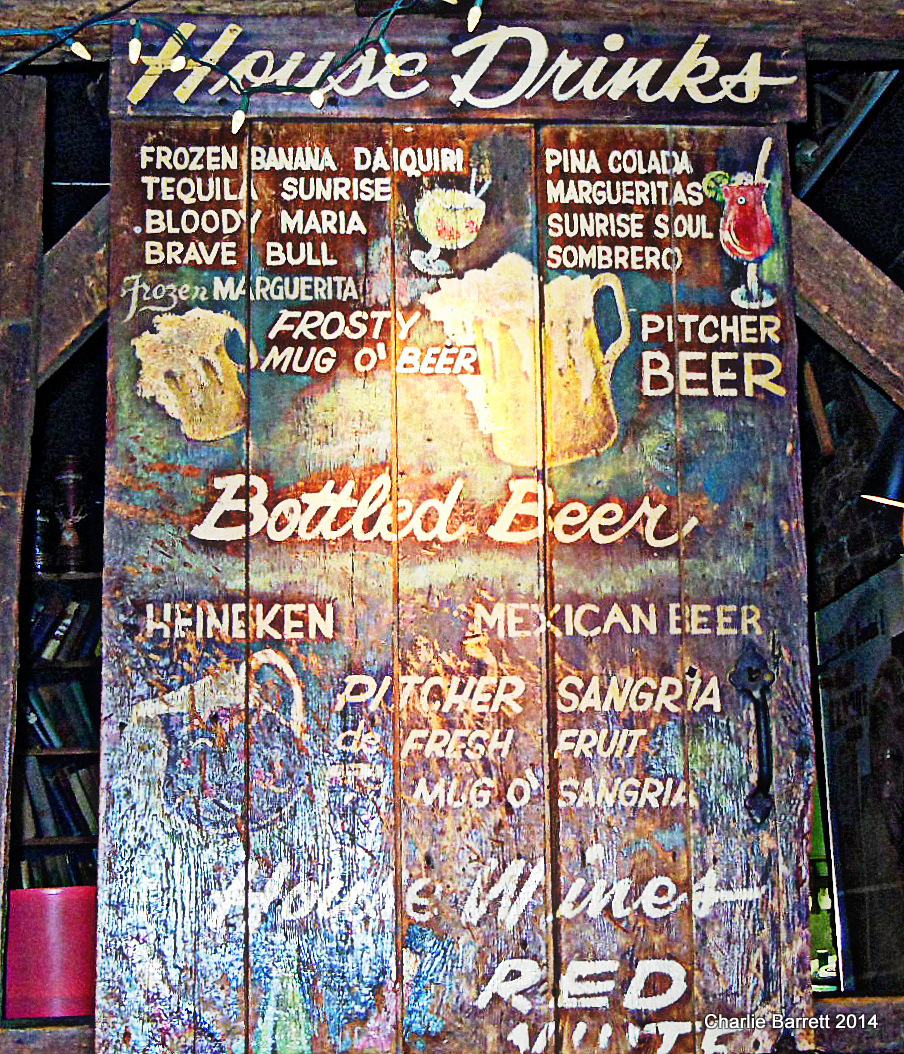 House Drinks
FROZEN BANANA DAIQUIRI
TEQUILA SUNRISE
BLOODY MARIA
BRAVE BULL
Frozen MARGUERITA
PINA COLADA
MARGUERITAS
SUNRISE SOUL
SOMBRERO
FROSTY
MUG O' BEER
PITCHER
BEER
Bottled Beer
HEINEKEN
MEXICAN BEER
PITCHER SANGRIA
de FRESH FRUIT
MUG O' SANGRIA
House Wines
RED
WHITE
Charlie Barrett 2014